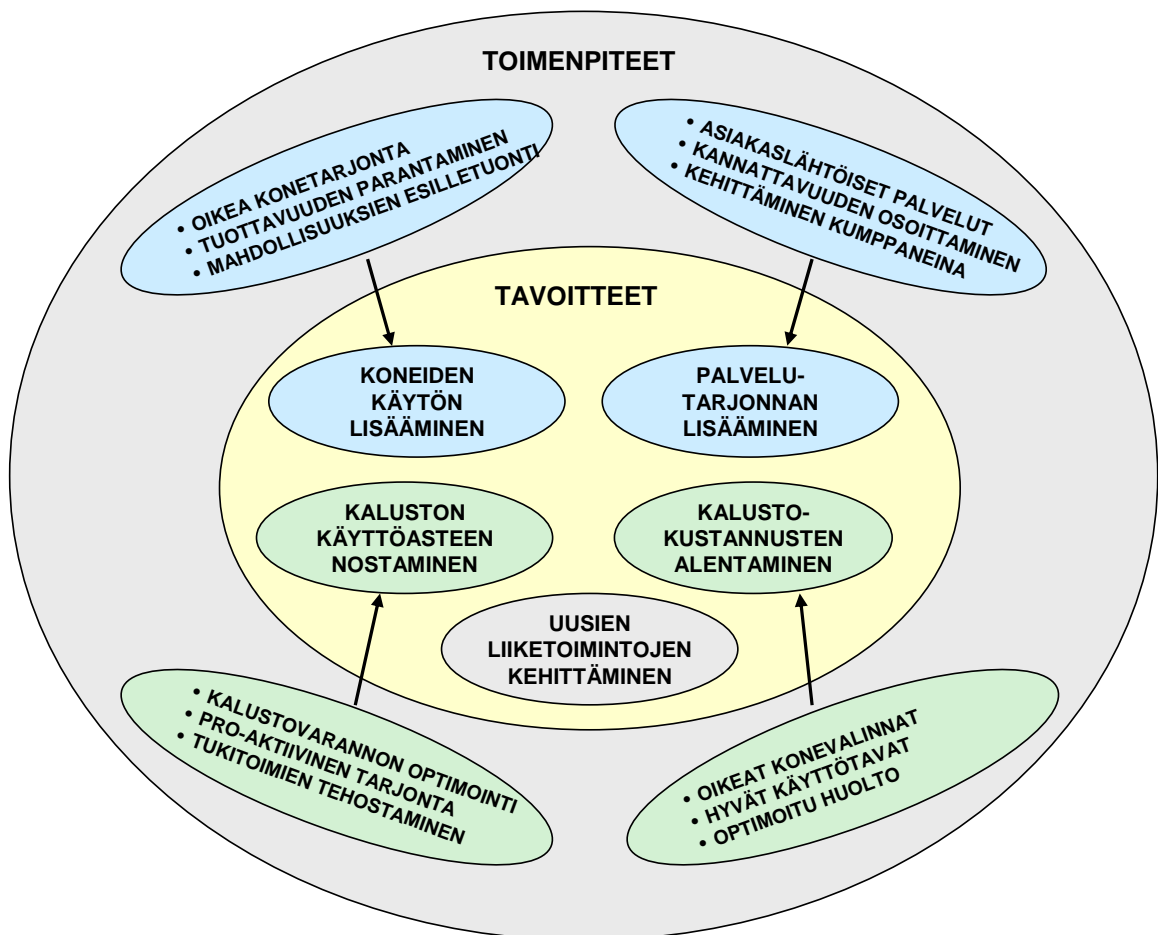 TOIMENPITEET
• OIKEA KONETARJONTA
• TUOTTAVUUDEN PARANTAMINEN
• MAHDOLLISUUKSIEN ESILLETUONTI
• ASIAKASLÄHTÖISET PALVELUT
• KANNATTAVUUDEN OSOITTAMINEN
• KEHITTÄMINEN KUMPPANEINA
TAVOITTEET
KONEIDEN
KÄYTÖN
LISÄÄMINEN
PALVELU-
TARJONNAN
LISÄÄMINEN
KALUSTON
KÄYTTÖASTEEN
NOSTAMINEN
KALUSTO-
KUSTANNUSTEN
ALENTAMINEN
UUSIEN
LIIKETOIMINTOJEN
KEHITTÄMINEN
• KALUSTOVARANNON OPTIMOINTI
• PRO-AKTIIVINEN TARJONTA
• TUKITOIMIEN TEHOSTAMINEN
• OIKEAT KONEVALINNAT
• HYVÄT KÄYTTÖTAVAT
• OPTIMOITU HUOLTO